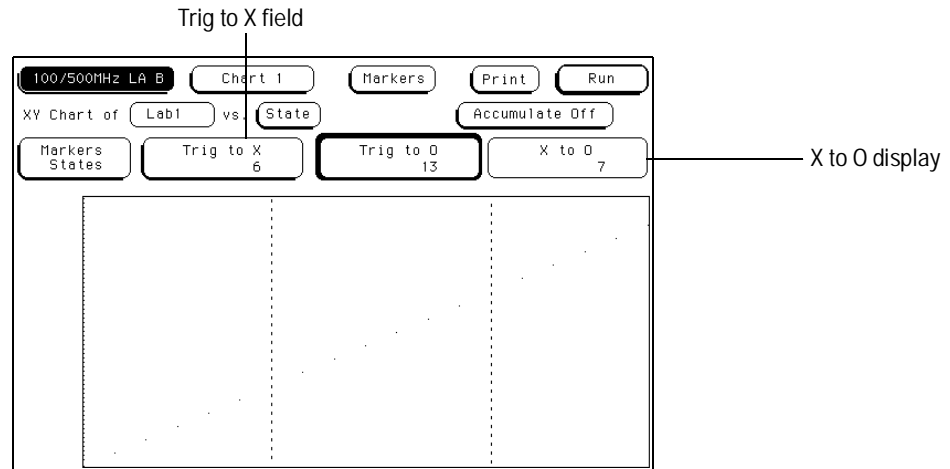 Trig to X field
100/500MHz LA B Chart 1 Markers Print Run
XY Chart of Lab1 vs. State Accumulate Off
Markers States Trig to X 6 Trig to O 13 X to O 7
X to O display